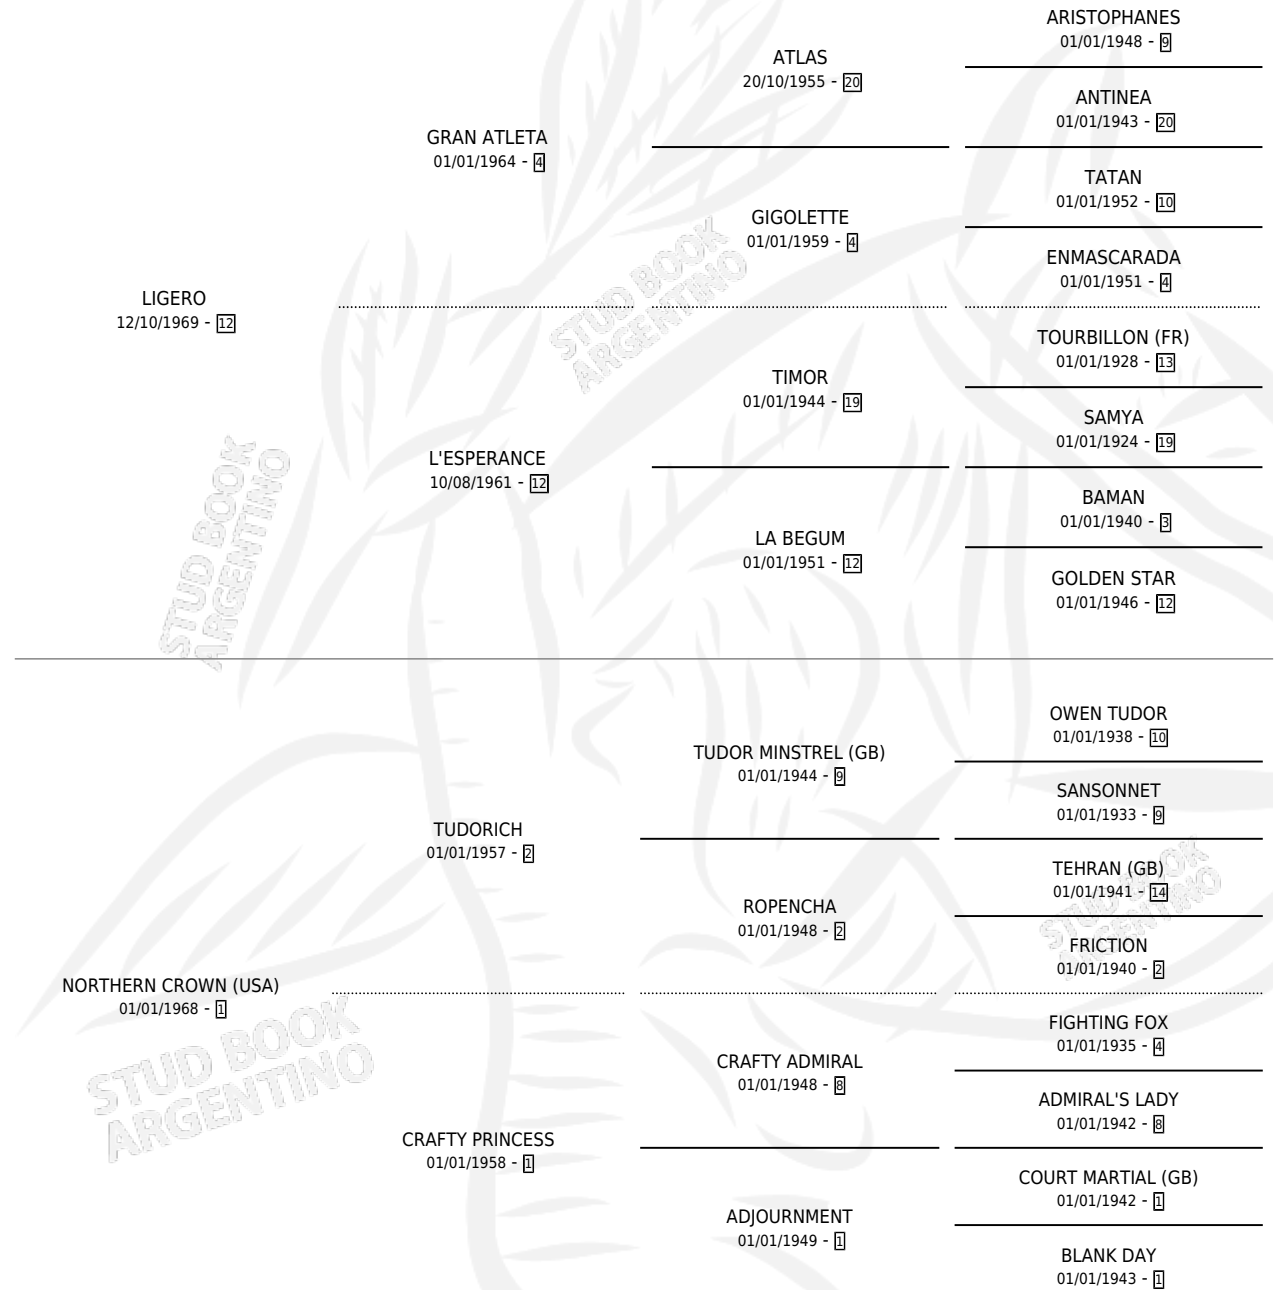 ARISTOPHANES
01/01/1948 - 9
ATLAS
20/10/1955 - 20
ANTINEA
01/01/1943 - 20
GRAN ATLETA
01/01/1964 - 4
TATAN
01/01/1952 - 10
GIGOLETTE
01/01/1959 - 4
ENMASCARADA
01/01/1951 - 4
LIGERO
12/10/1969 - 12
STUD BOOK
ARGENTINO
TOURBILLON (FR)
01/01/1928 - 13
TIMOR
01/01/1944 - 19
SAMYA
01/01/1924 - 19
L'ESPERANCE
10/08/1961 - 12
BAMAN
01/01/1940 - 3
LA BEGUM
01/01/1951 - 12
GOLDEN STAR
01/01/1946 - 12
STUD BOOK
ARGENTINO
OWEN TUDOR
01/01/1938 - 10
TUDOR MINSTREL (GB)
01/01/1944 - 9
SANSONNET
01/01/1933 - 9
TUDORICH
01/01/1957 - 2
TEHRAN (GB)
01/01/1941 - 14
ROPENCHA
01/01/1948 - 2
STUD BOOK
ARGENTINO
FRICTION
01/01/1940 - 2
NORTHERN CROWN (USA)
01/01/1968 - 1
FIGHTING FOX
01/01/1935 - 4
CRAFTY ADMIRAL
01/01/1948 - 8
STUD BOOK
ARGENTINO
ADMIRAL'S LADY
01/01/1942 - 8
CRAFTY PRINCESS
01/01/1958 - 1
COURT MARTIAL (GB)
01/01/1942 - 1
ADJOURNMENT
01/01/1949 - 1
BLANK DAY
01/01/1943 - 1